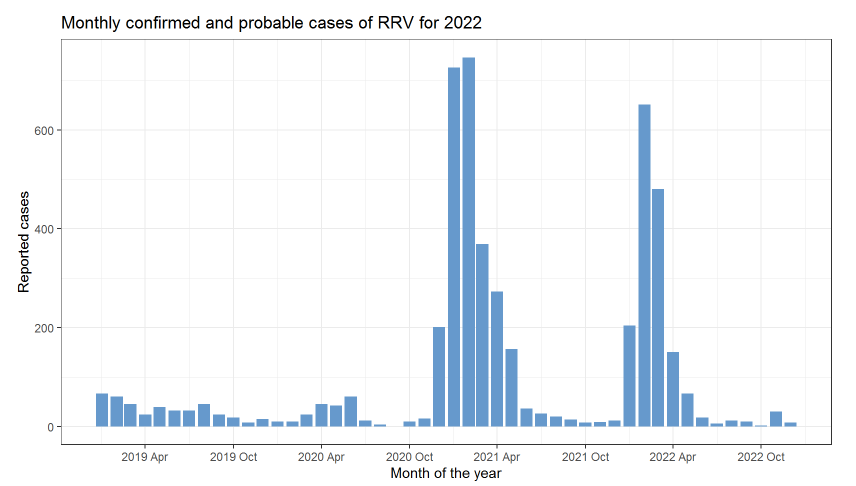 Monthly confirmed and probable cases of RRV for 2022
Reported cases
600
400
200
0
2019 Apr 2019 Oct 2020 Apr 2020 Oct 2021 Apr 2021 Oct 2022 Apr 2022 Oct
Month of the year